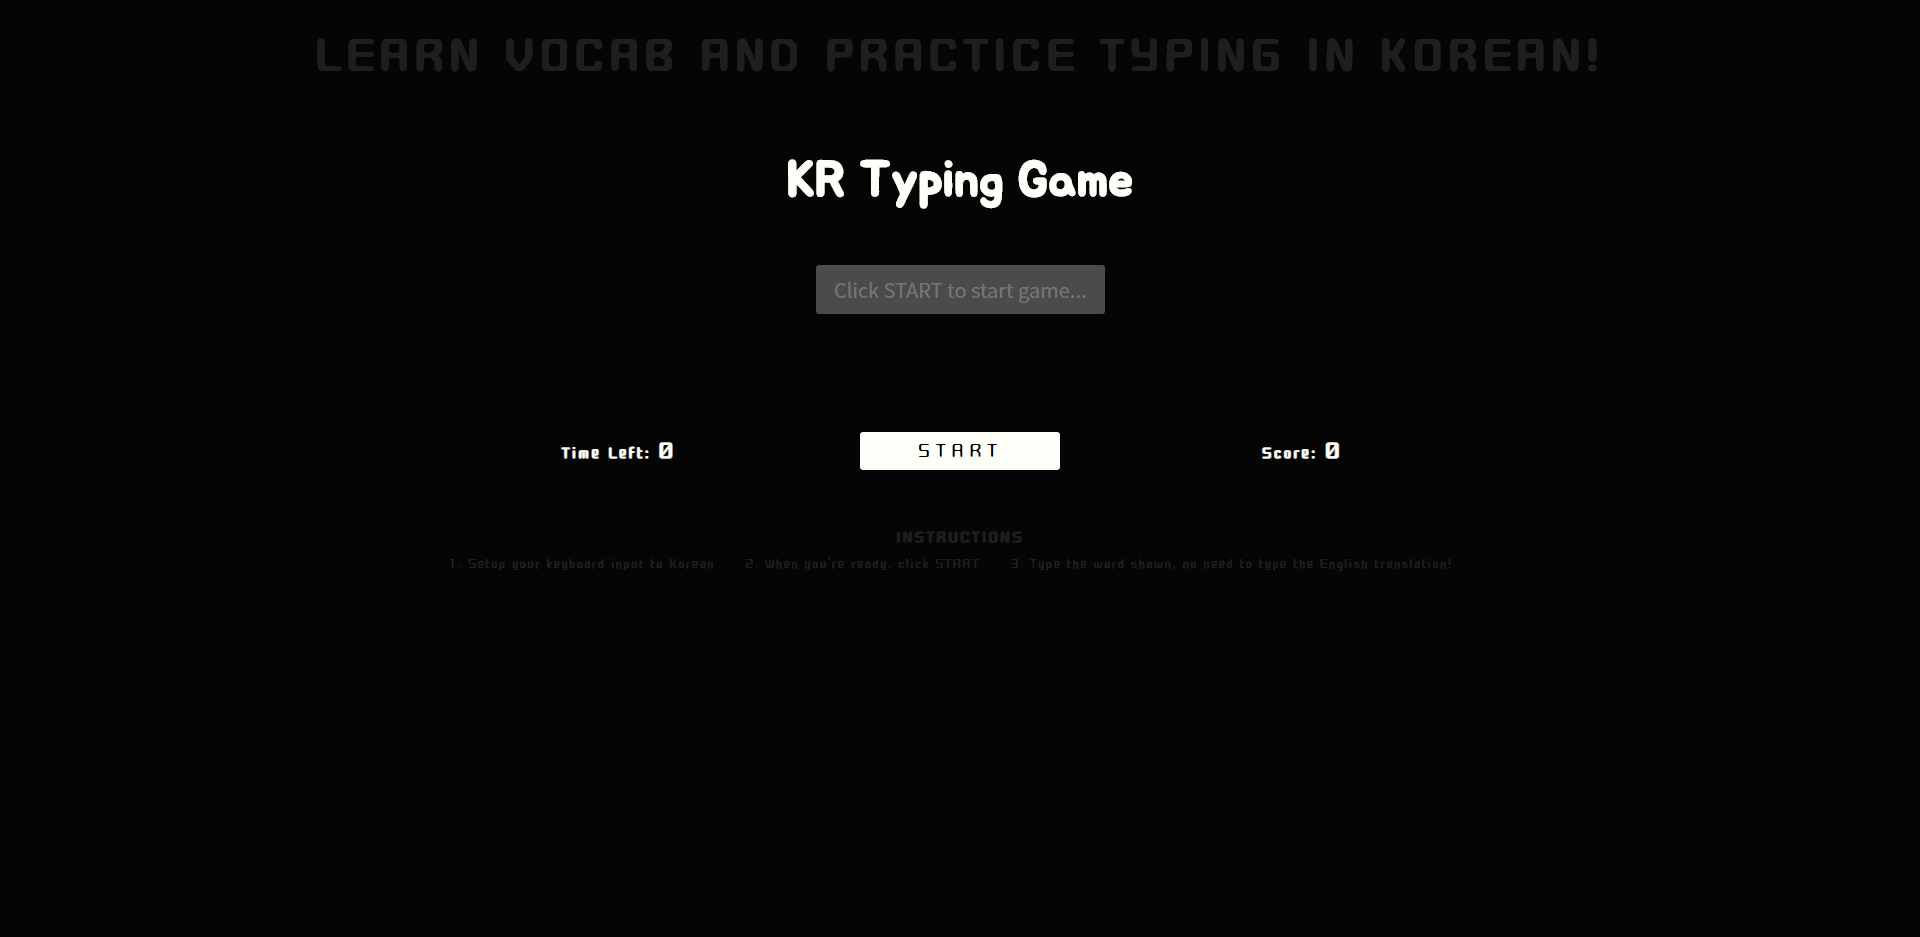 LEARN VOCAB AND PRACTICE TYPING IN KOREAN!
KR Typing Game
Click START to start game...
Time Left: 0
START
Score: 0
INSTRUCTIONS
1. Setup your keyboard input to Korean 2. When you're ready, click START 3. Type the word shown, no need to type the English translation!